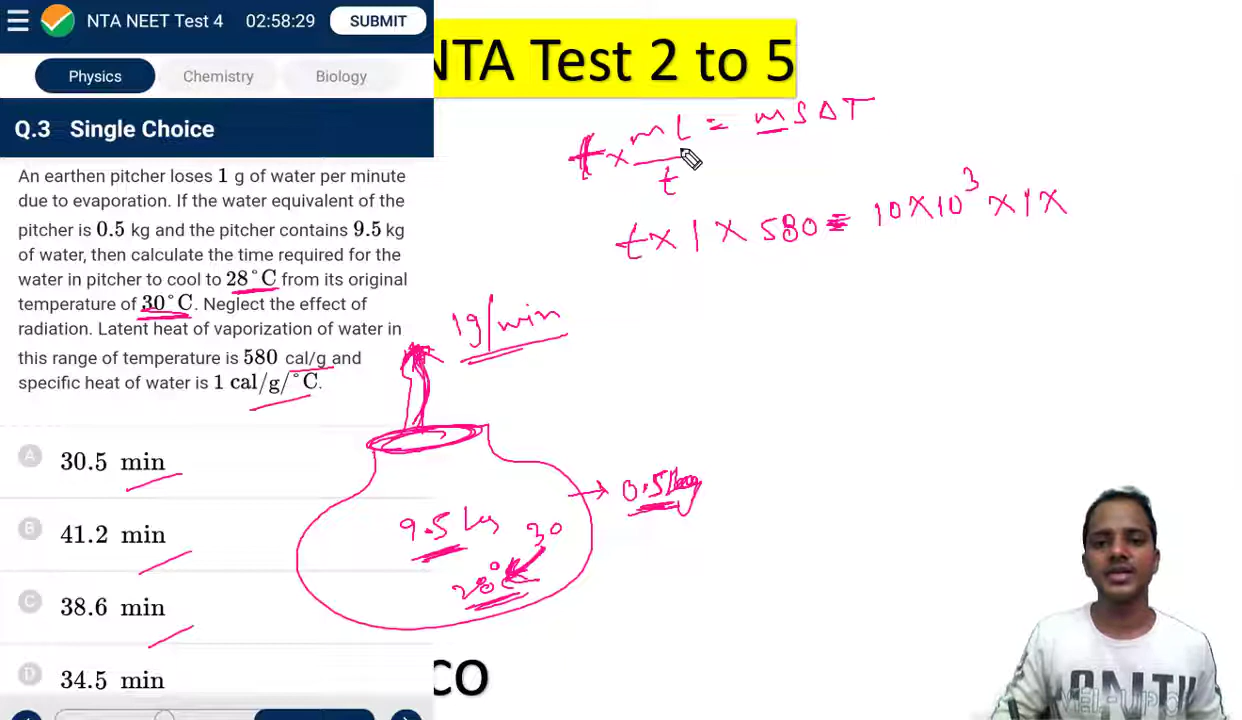 NTA NEET Test 4 02:58:29 SUBMIT
NTA Test 2 to 5
Physics Chemistry Biology
Q.3 Single Choice
An earthen pitcher loses 1 g of water per minute
due to evaporation. If the water equivalent of the
pitcher is 0.5 kg and the pitcher contains 9.5 kg
of water, then calculate the time required for the
water in pitcher to cool to 28°C from its original
temperature of 30°C. Neglect the effect of
radiation. Latent heat of vaporization of water in
this range of temperature is 580 cal/g and
specific heat of water is 1 cal/g/°C.
A 30.5 min
B 41.2 min
C 38.6 min
D 34.5 min
t × mL/t = mSΔT
t × 1 × 580 = 10×10³ × 1 ×
1g/min
0.5kg
9.5 kg
30
28°C
co